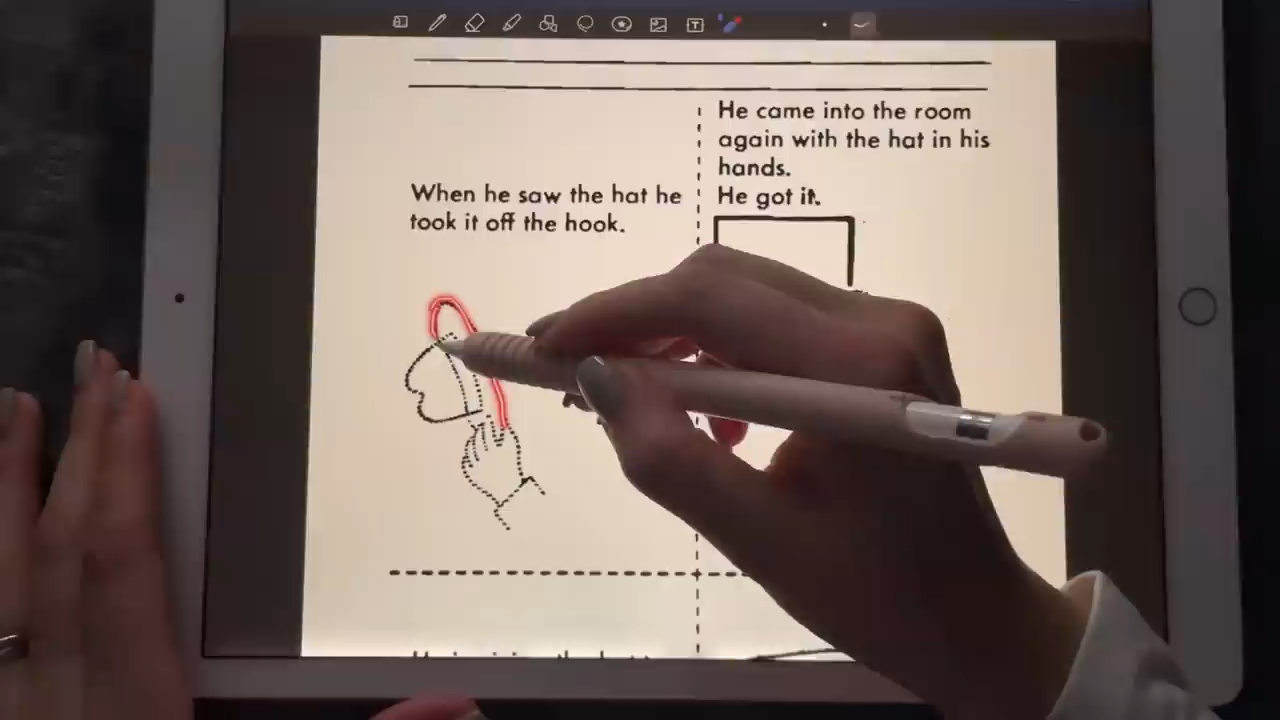 When he saw the hat he
took it off the hook.
He came into the room
again with the hat in his
hands.
He got it.